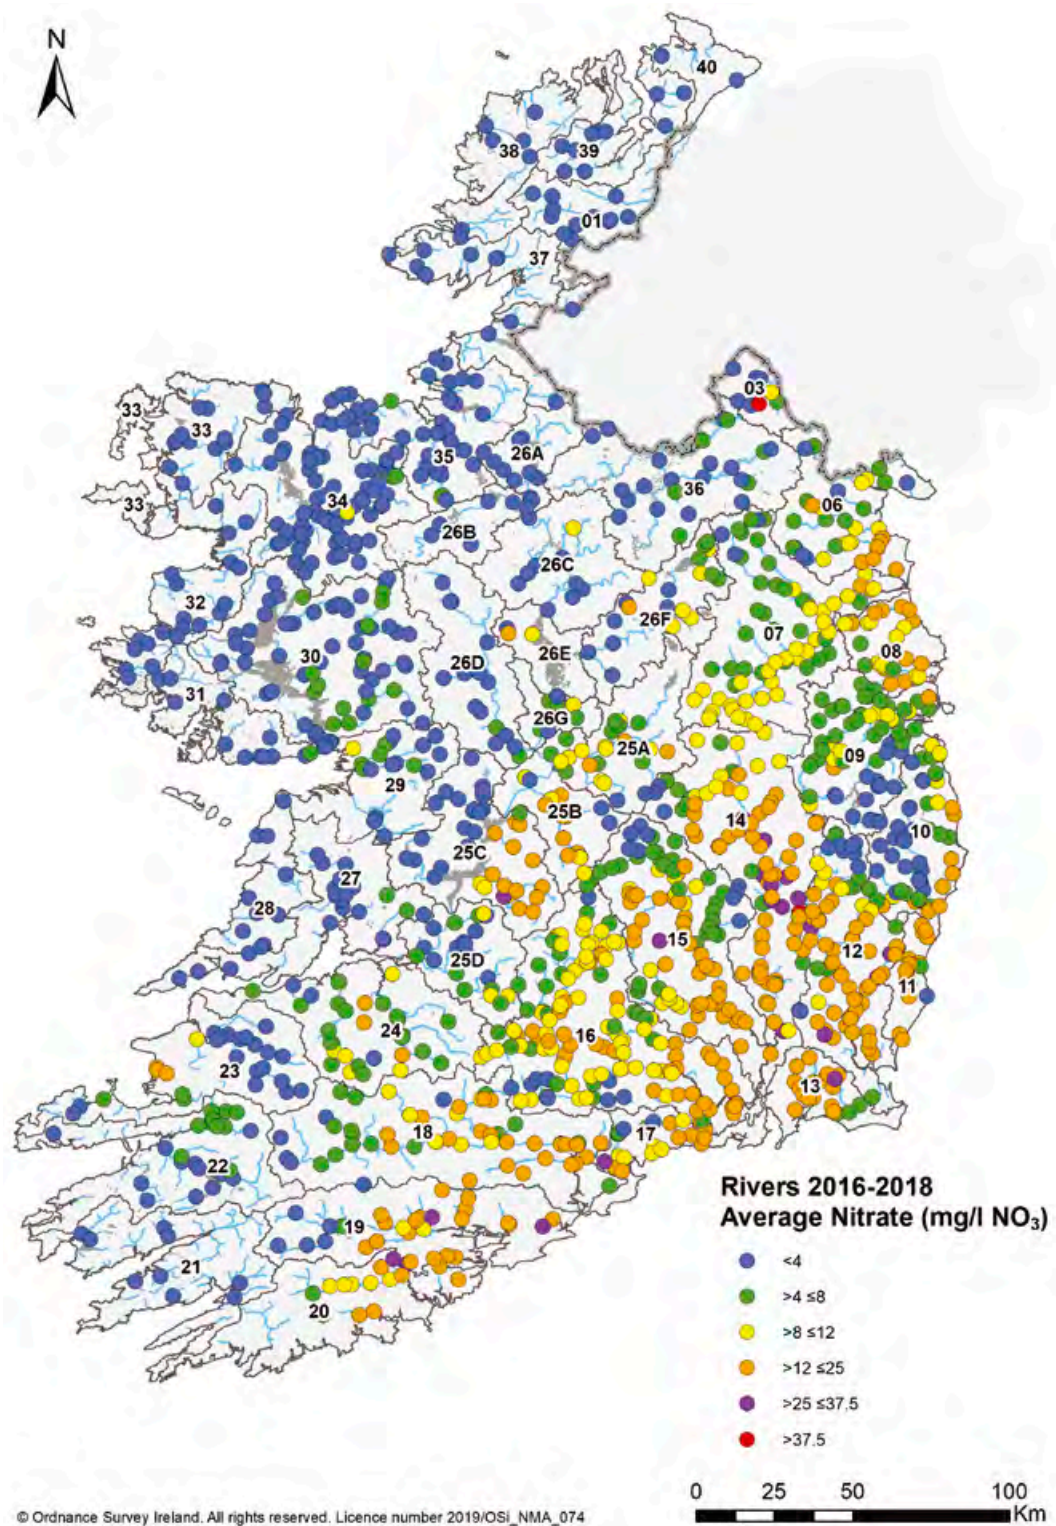 N
40
38
39
01
37
03
33
33
35
26A
34
33
36
06
26B
26C
32
26F
07
30
26E
08
26D
31
26G
25A
09
29
25B
14
10
25C
27
28
15
12
25D
11
24
16
23
13
18
17
22
19
21
20
Rivers 2016-2018
Average Nitrate (mg/l NO₃)
<4
>4 ≤8
>8 ≤12
>12 ≤25
>25 ≤37.5
>37.5
0 25 50 100
Km
© Ordnance Survey Ireland. All rights reserved. Licence number 2019/OSi_NMA_074